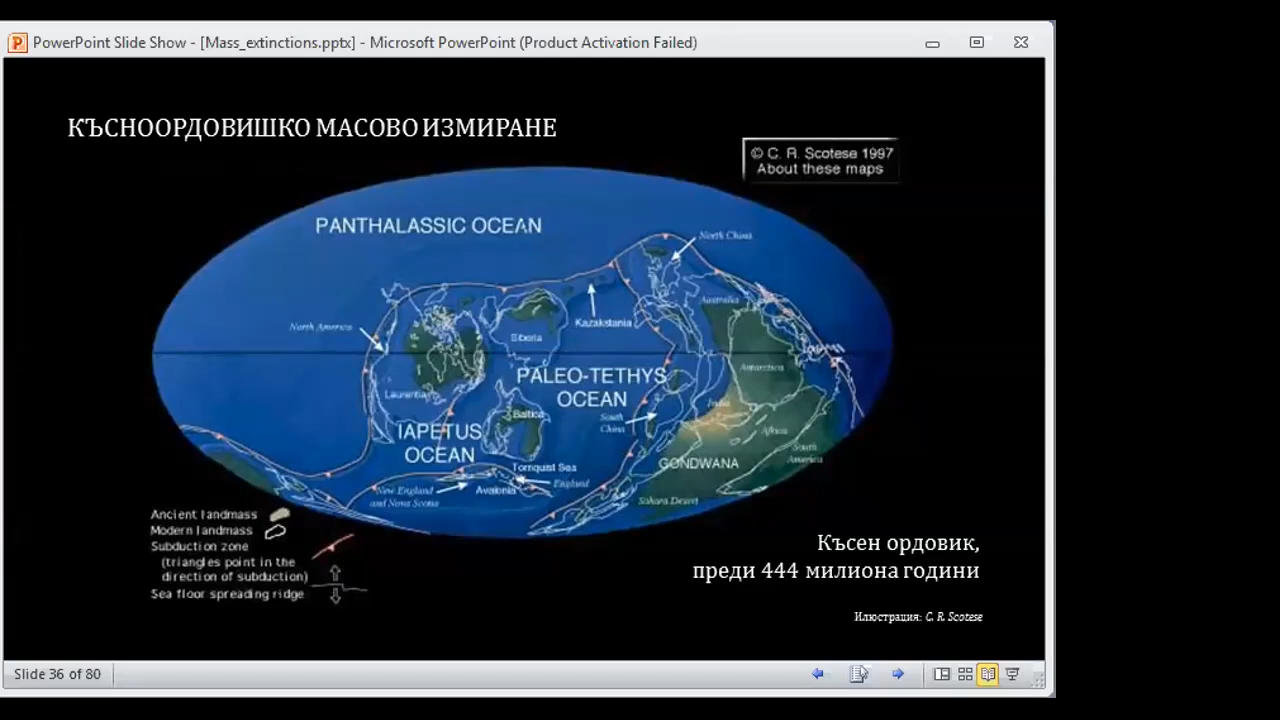 PowerPoint Slide Show - [Mass_extinctions.pptx] - Microsoft PowerPoint (Product Activation Failed)
КЪСНООРДОВИШКО МАСОВО ИЗМИРАНЕ
© C. R. Scotese 1997
About these maps
PANTHALASSIC OCEAN
North China
Australia
North America
Kazakstania
Siberia
Antarctica
PALEO-TETHYS
OCEAN
Laurentia
India
Baltica
South
China
Africa
IAPETUS
OCEAN
South
America
GONDWANA
Tornquist Sea
England
New England
and Nova Scotia
Avalonia
Sahara Desert
Ancient landmass
Modern landmass
Subduction zone
(triangles point in the
direction of subduction)
Sea floor spreading ridge
Късен ордовик,
преди 444 милиона години
Илюстрация: C. R. Scotese
Slide 36 of 80